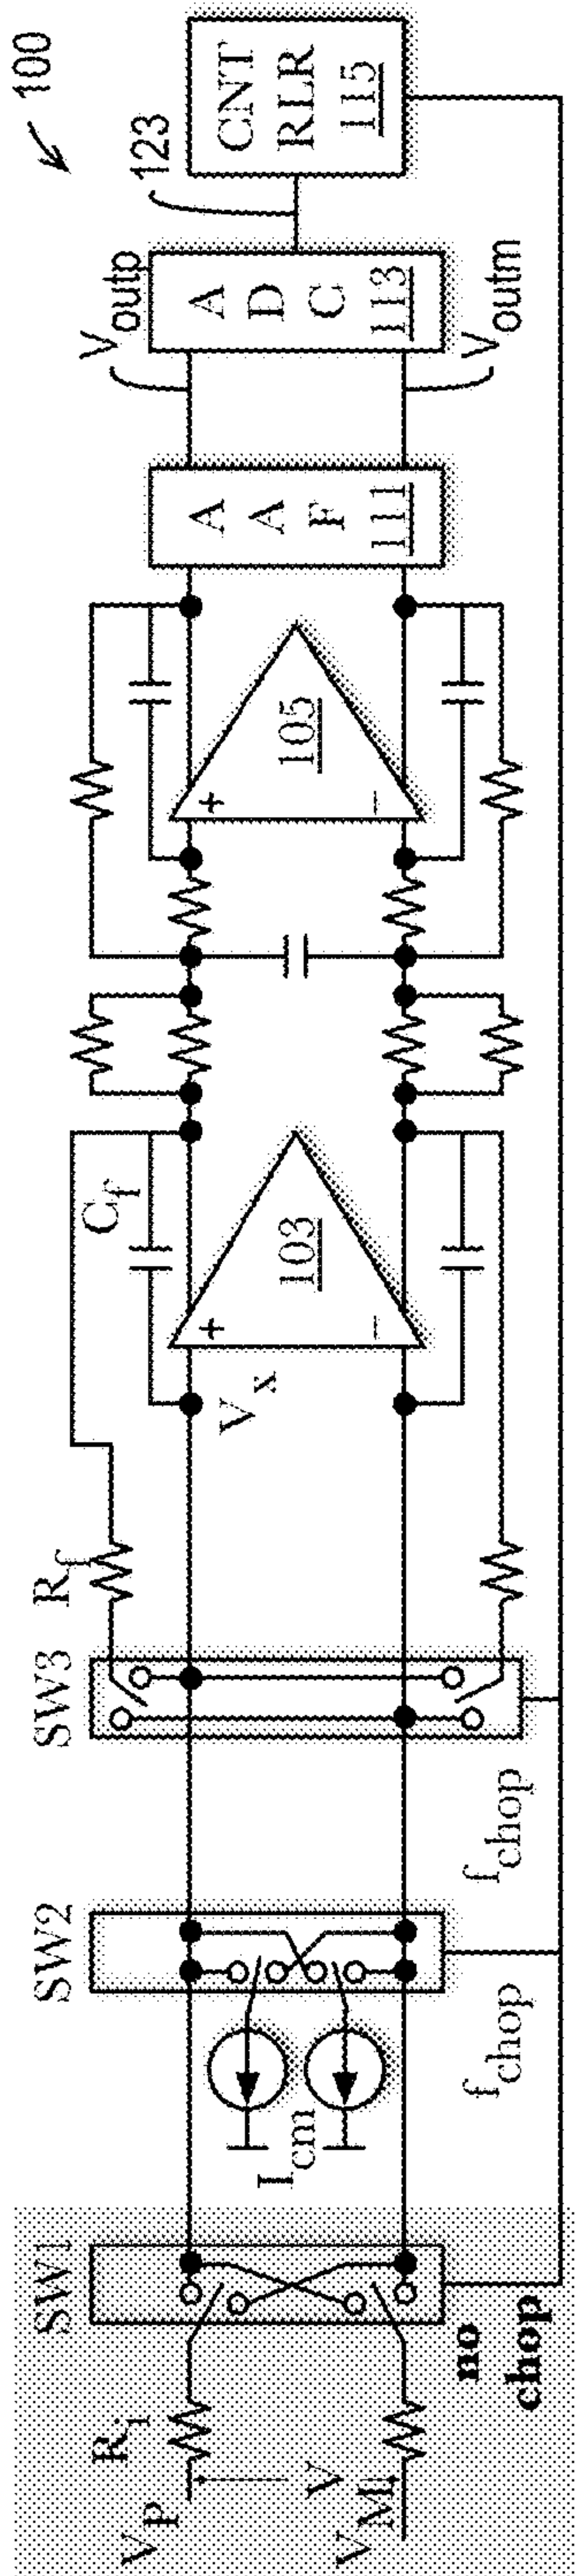 100
V_P
R_i
V
V_M
SW1
no
chop
I_cm
SW2
f_chop
SW3
f_chop
R_f
C_f
V_x
+
103
−
+
105
−
A
A
F
111
V_outp
V_outm
A
D
C
113
123
CNT
RLR
115